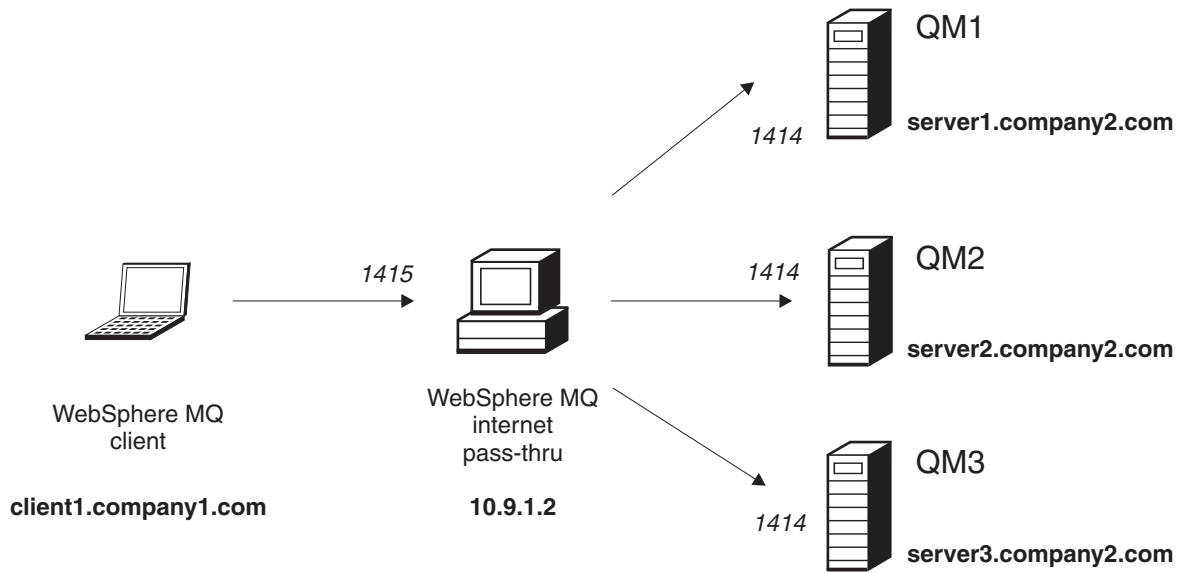 QM1
1414
server1.company2.com
1415
1414
QM2
server2.company2.com
WebSphere MQ
client
client1.company1.com
WebSphere MQ
internet
pass-thru
10.9.1.2
QM3
1414
server3.company2.com